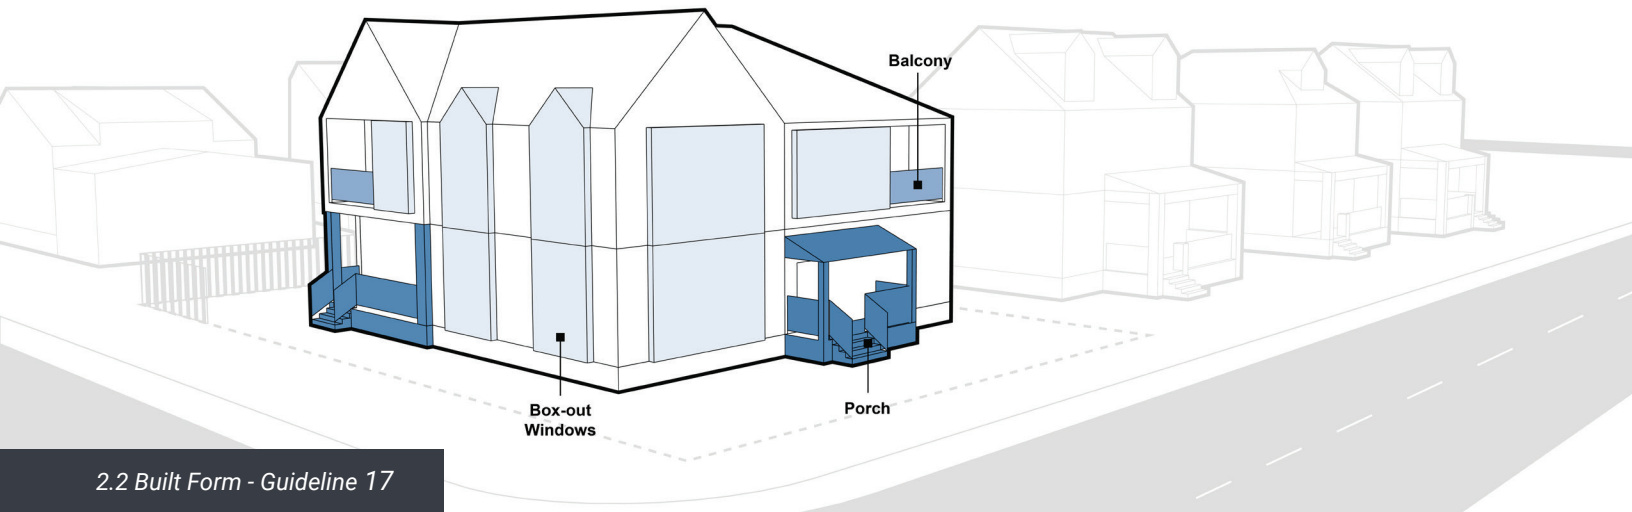 Balcony
Box-out
Windows
Porch
2.2 Built Form - Guideline 17